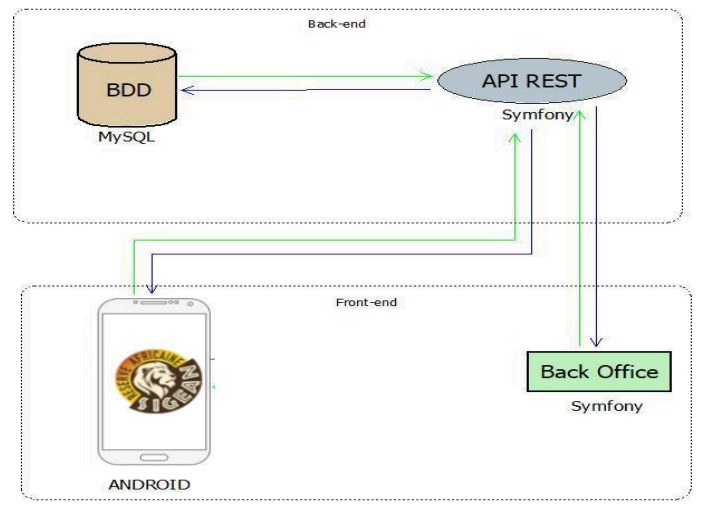 Back-end
BDD
MySQL
API REST
Symfony
Front-end
RESERVE AFRICAINE
SIGEAN
ANDROID
Back Office
Symfony